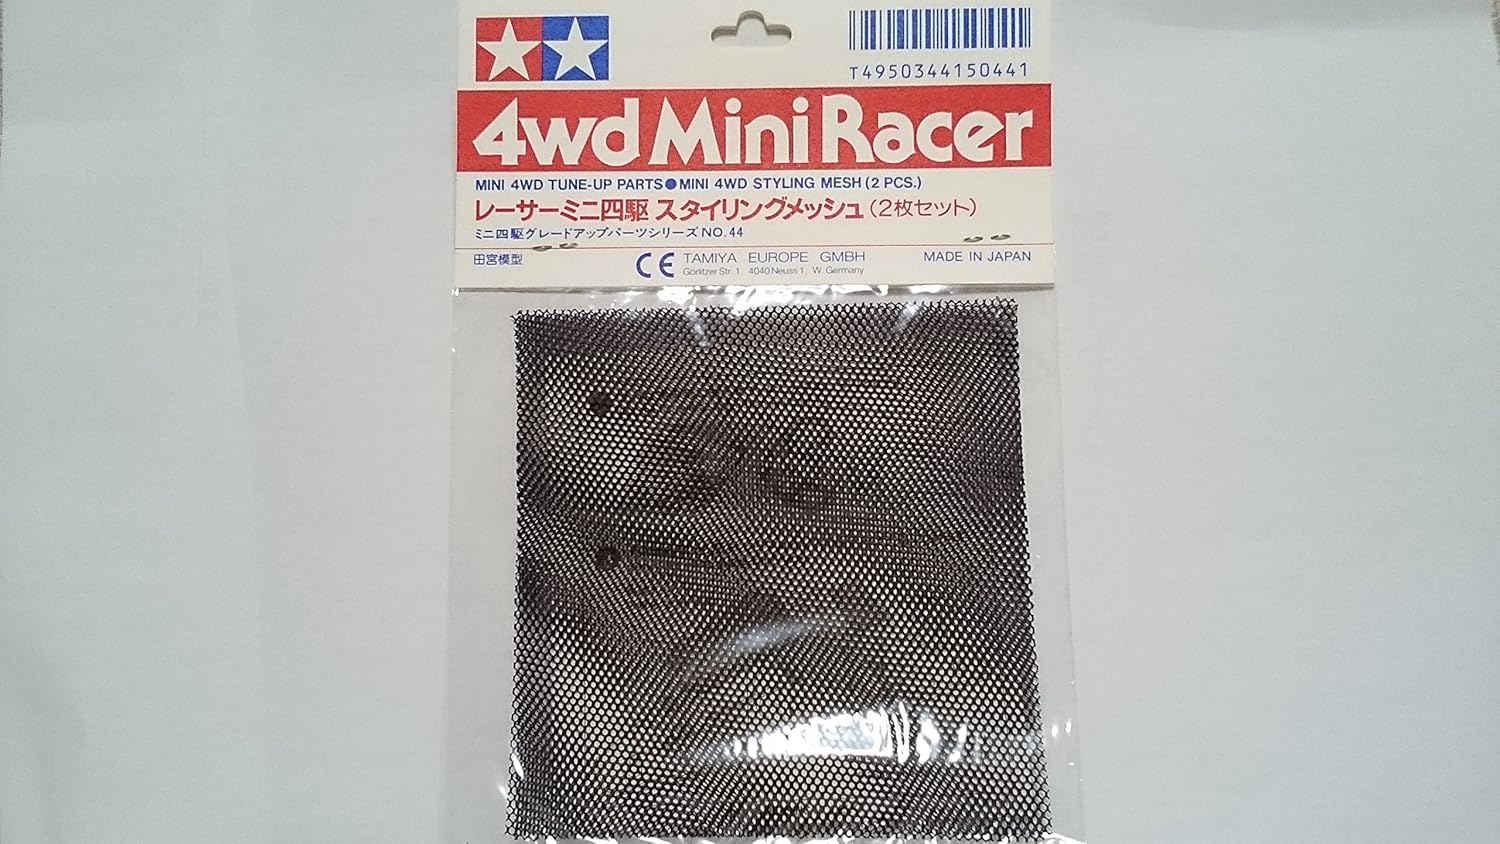 T4950344150441
4wd Mini Racer
MINI 4WD TUNE-UP PARTS●MINI 4WD STYLING MESH (2 PCS.)
レーサーミニ四駆 スタイリングメッシュ(2枚セット)
ミニ四駆グレードアップパーツシリーズ NO.44
田宮模型 CE TAMIYA EUROPE GMBH MADE IN JAPAN
Görlitzer Str. 1, 4040 Neuss 1, W. Germany